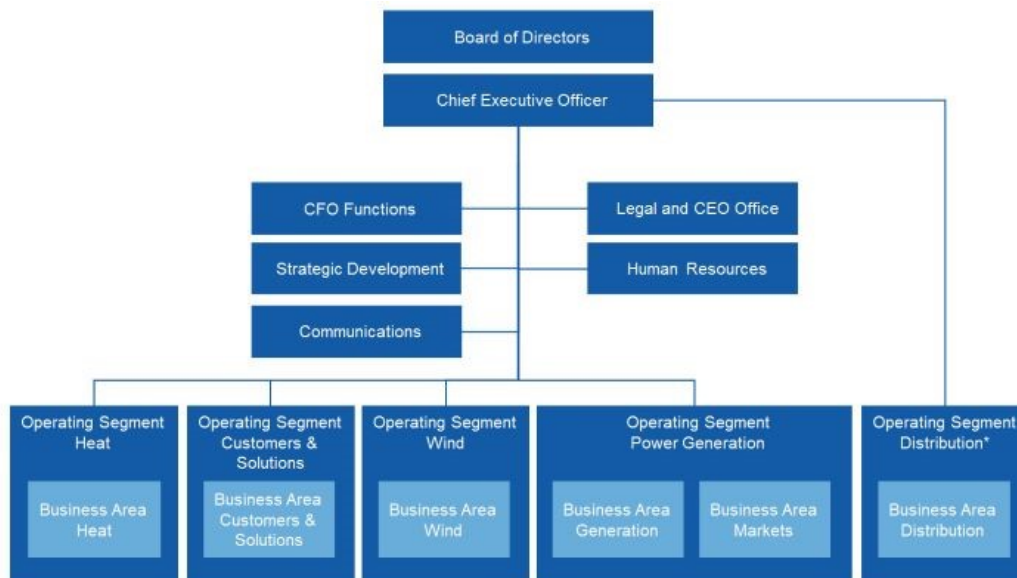 Board of Directors
Chief Executive Officer
CFO Functions
Legal and CEO Office
Strategic Development
Human Resources
Communications
Operating Segment
Heat
Business Area
Heat
Operating Segment
Customers &
Solutions
Business Area
Customers &
Solutions
Operating Segment
Wind
Business Area
Wind
Operating Segment
Power Generation
Business Area
Generation
Business Area
Markets
Operating Segment
Distribution*
Business Area
Distribution